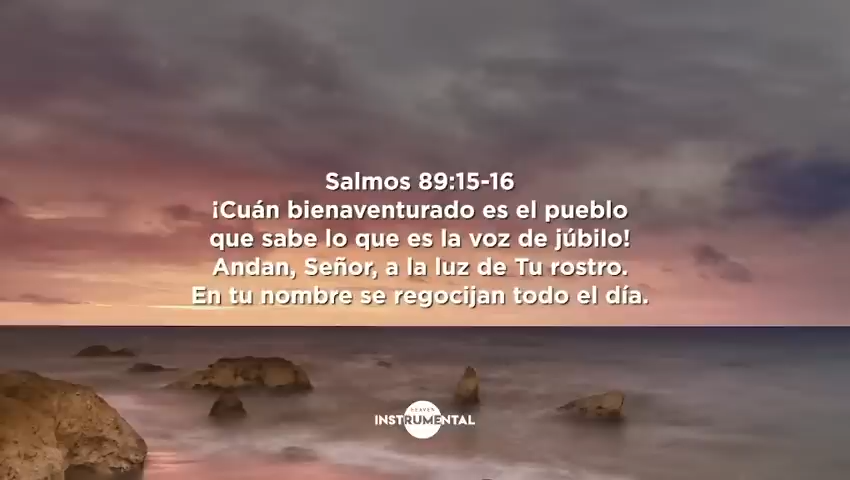 Salmos 89:15-16
¡Cuán bienaventurado es el pueblo
que sabe lo que es la voz de júbilo!
Andan, Señor, a la luz de Tu rostro.
En tu nombre se regocijan todo el día.
HEAVEN
INSTRUMENTAL